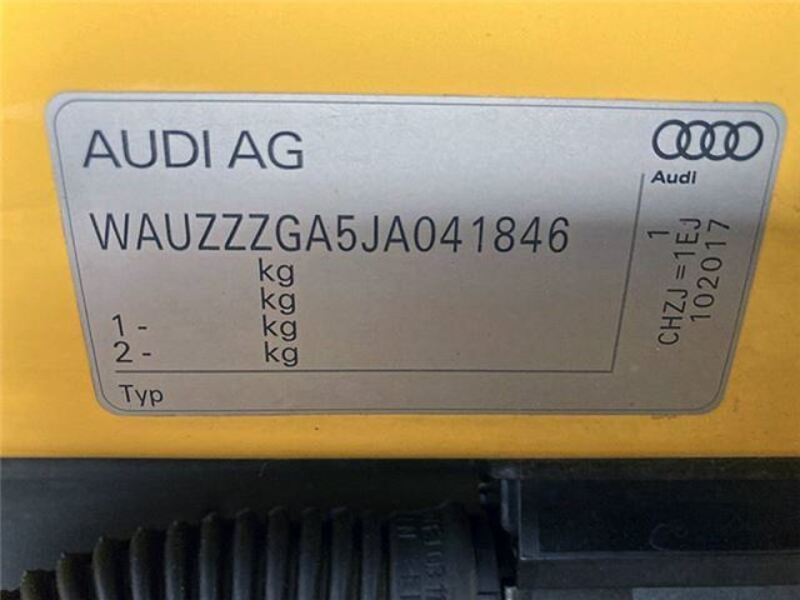 AUDI AG
Audi
WAUZZZGA5JA041846
kg
kg
1 - kg
2 - kg
Typ
1
CHZJ = 1EJ
102017